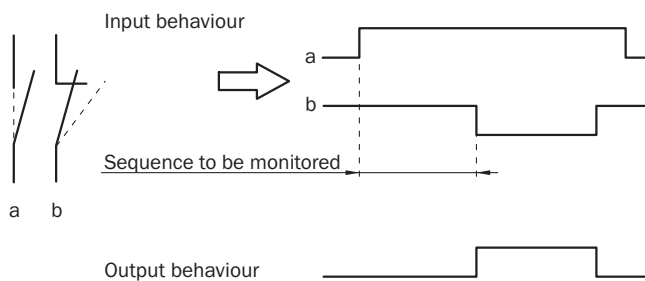 Input behaviour
a
b
Sequence to be monitored
a b
Output behaviour